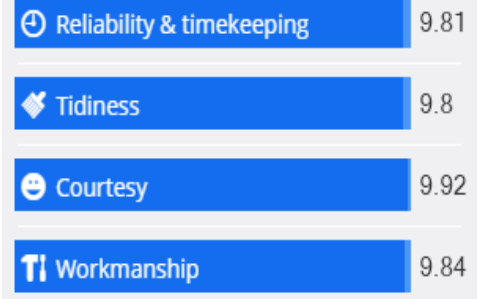 Reliability & timekeeping 9.81
Tidiness 9.8
Courtesy 9.92
Workmanship 9.84